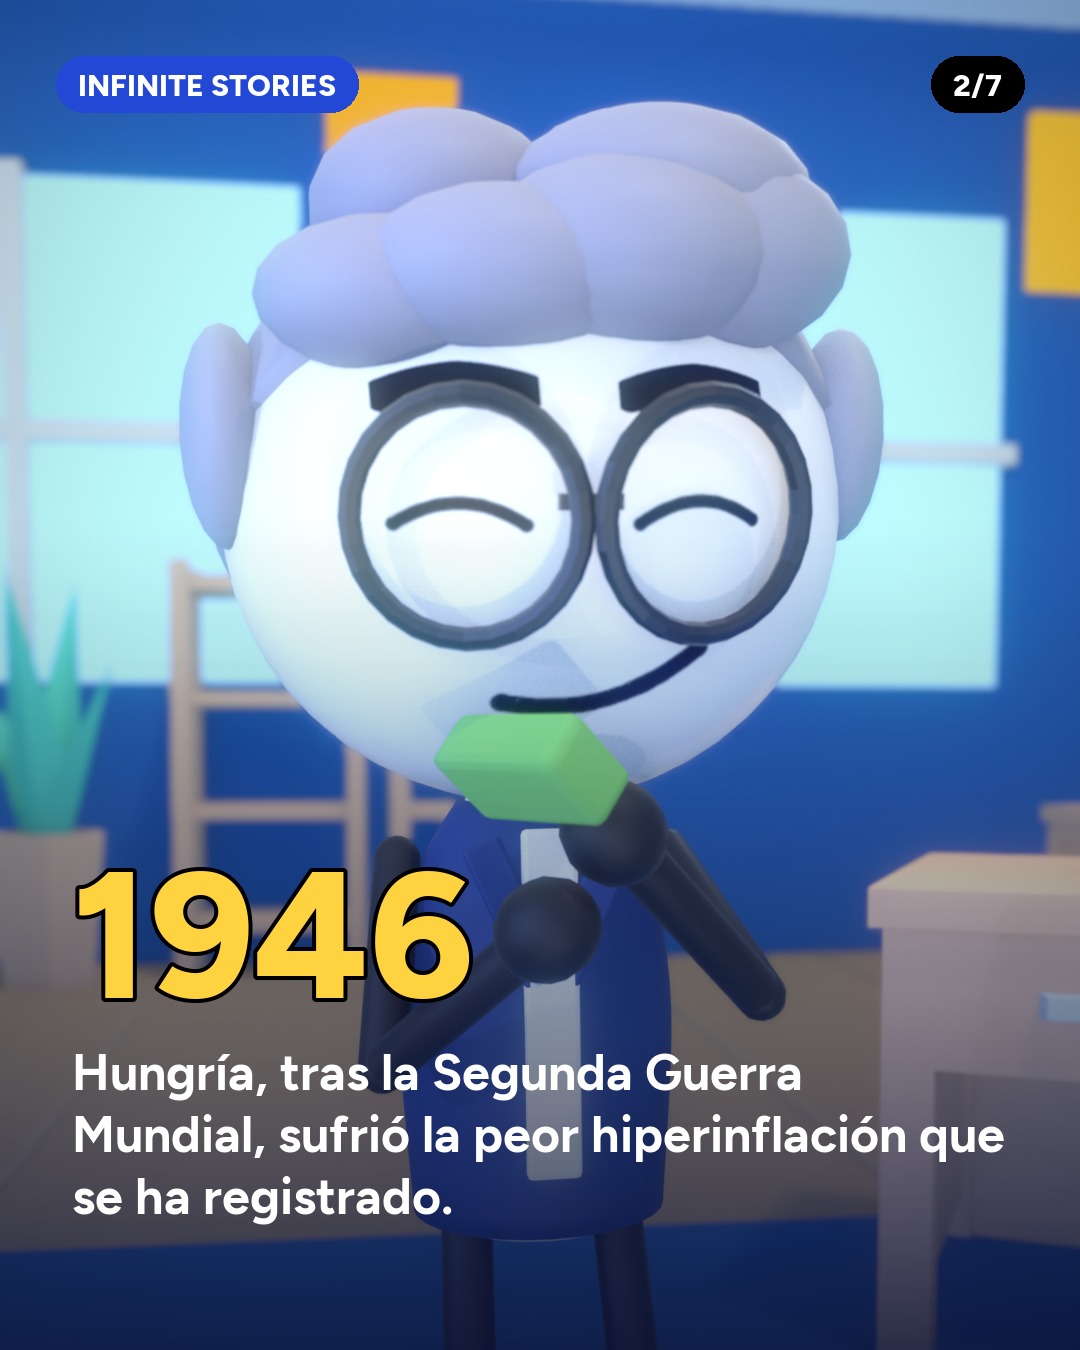 INFINITE STORIES
2/7
1946
Hungría, tras la Segunda Guerra
Mundial, sufrió la peor hiperinflación que
se ha registrado.